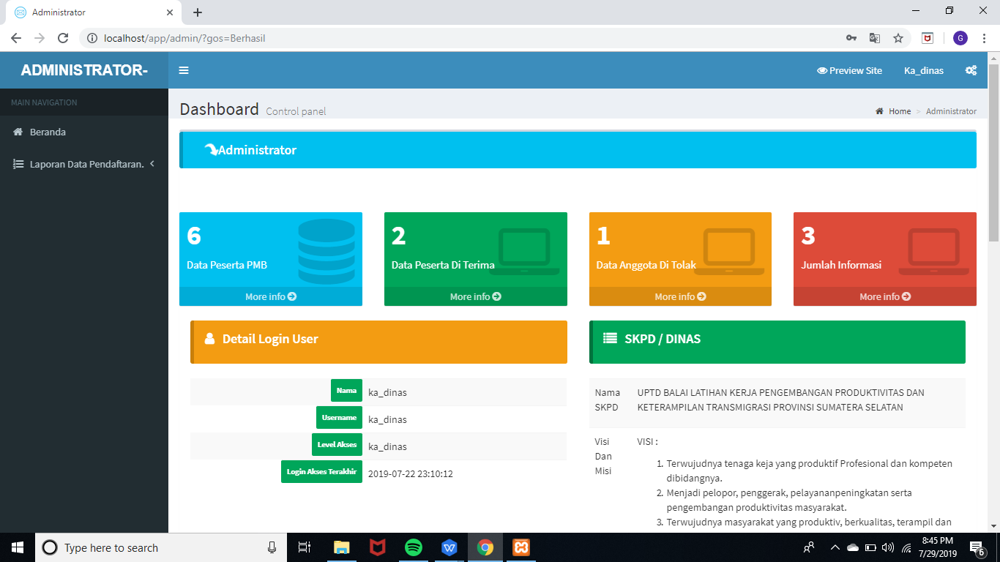 Administrator
localhost/app/admin/?gos=Berhasil
G
ADMINISTRATOR-
Preview Site
Ka_dinas
MAIN NAVIGATION
Beranda
Laporan Data Pendaftaran.
Dashboard Control panel
Home > Administrator
Administrator
6
Data Peserta PMB
More info
2
Data Peserta Di Terima
More info
1
Data Anggota Di Tolak
More info
3
Jumlah Informasi
More info
Detail Login User
Nama ka_dinas
Username ka_dinas
Level Akses ka_dinas
Login Akses Terakhir 2019-07-22 23:10:12
SKPD / DINAS
Nama SKPD
UPTD BALAI LATIHAN KERJA PENGEMBANGAN PRODUKTIVITAS DAN
KETERAMPILAN TRANSMIGRASI PROVINSI SUMATERA SELATAN
Visi
Dan
Misi
VISI :
1. Terwujudnya tenaga keja yang produktif Profesional dan kompeten
dibidangnya.
2. Menjadi pelopor, penggerak, pelayananpeningkatan serta
pengembangan produktivitas masyarakat.
3. Terwujudnya masyarakat yang produktiv, berkualitas, terampil dan
Type here to search
8:45 PM
7/29/2019
6